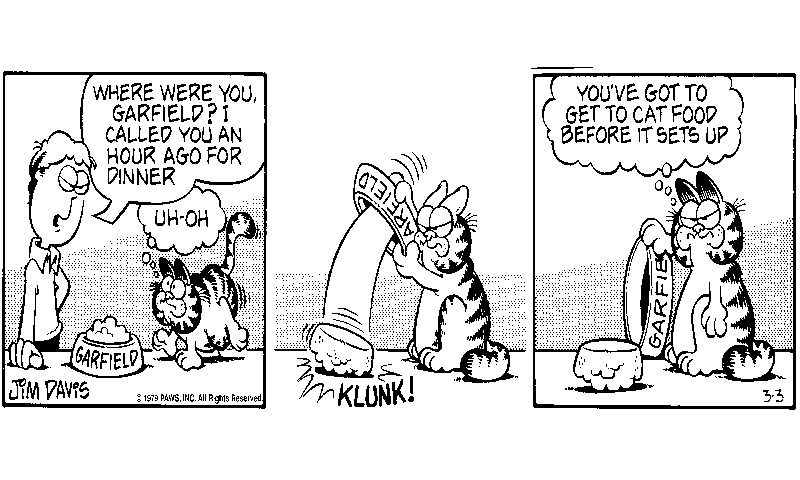 WHERE WERE YOU,
GARFIELD? I
CALLED YOU AN
HOUR AGO FOR
DINNER
UH-OH
GARFIELD
JIM DAVIS
© 1979 PAWS, INC. All Rights Reserved.
GARFIELD
KLUNK!
YOU'VE GOT TO
GET TO CAT FOOD
BEFORE IT SETS UP
GARFIE
3-3